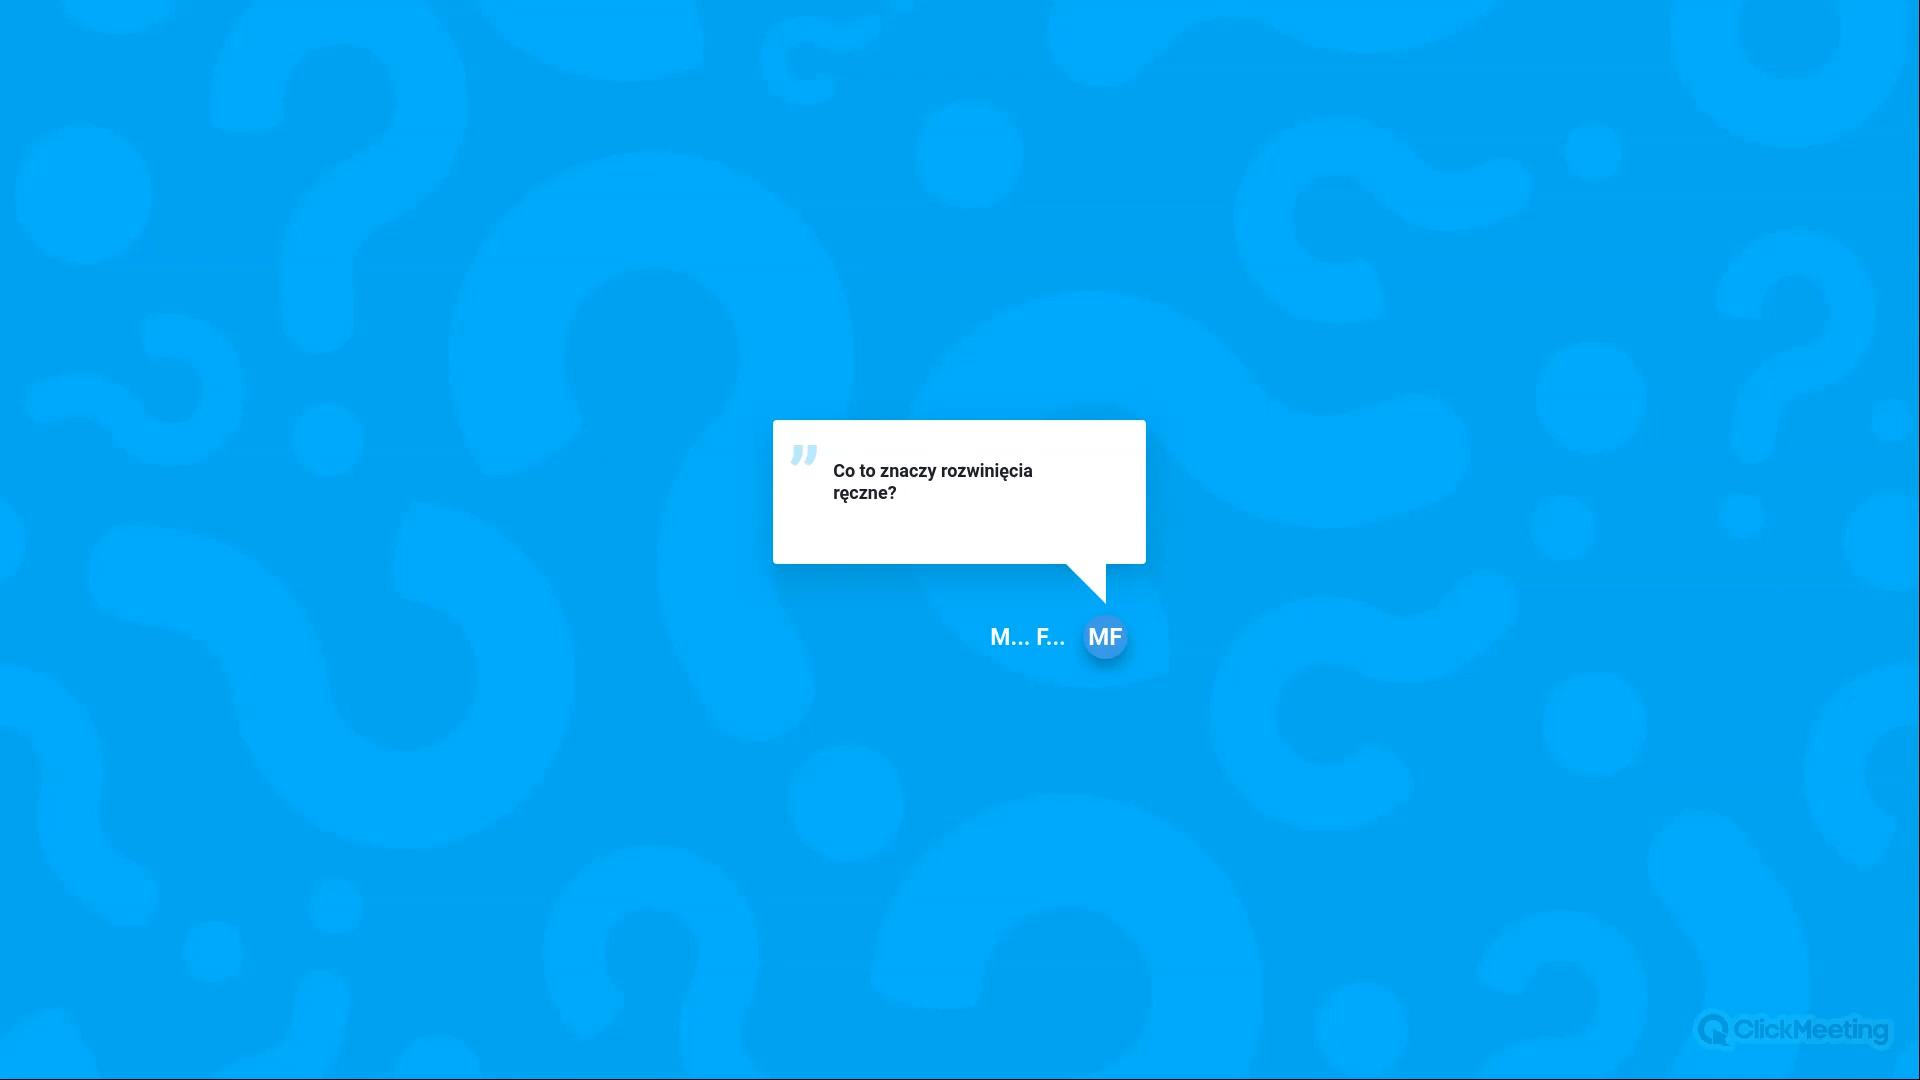 Co to znaczy rozwinięcia
ręczne?
M... F...
MF
ClickMeeting